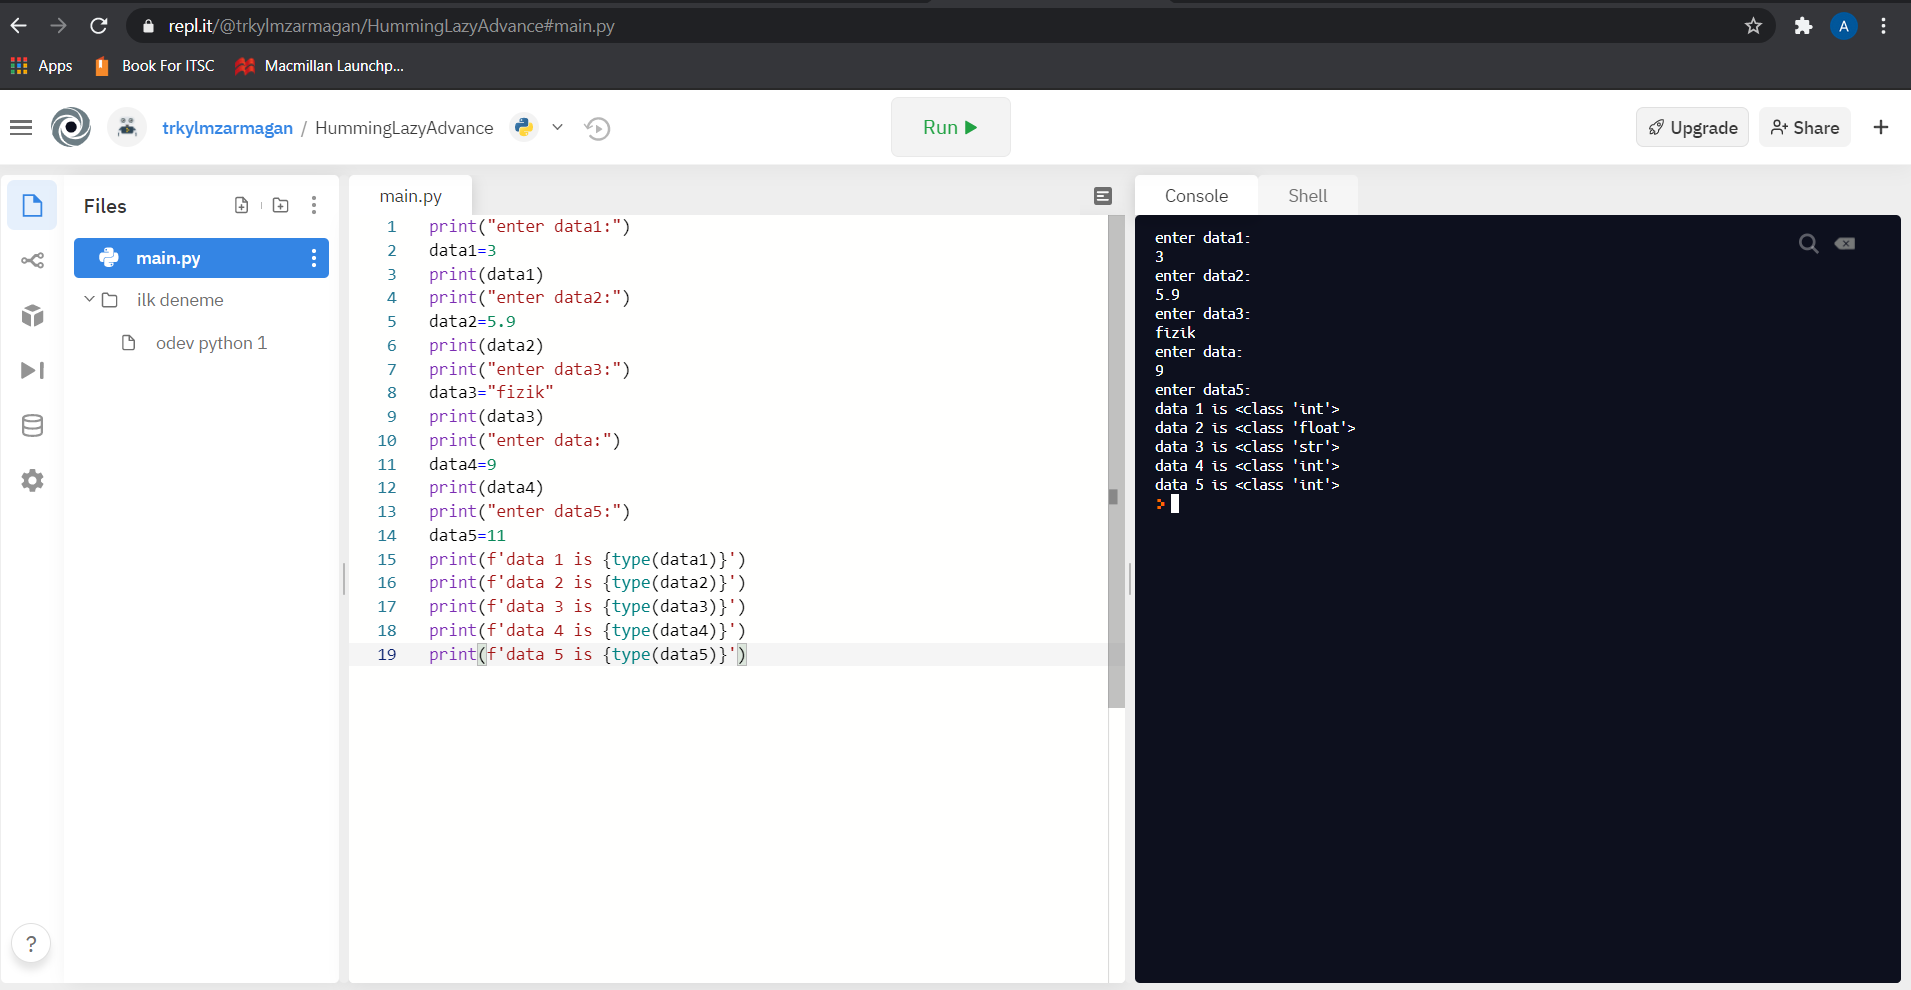 repl.it/@trkylmzarmagan/HummingLazyAdvance#main.py
A
Apps
Book For ITSC
Macmillan Launchp...
trkylmzarmagan / HummingLazyAdvance
Run
Upgrade
Share
Files
main.py
ilk deneme
odev python 1
?
main.py
1 print("enter data1:")
2 data1=3
3 print(data1)
4 print("enter data2:")
5 data2=5.9
6 print(data2)
7 print("enter data3:")
8 data3="fizik"
9 print(data3)
10 print("enter data:")
11 data4=9
12 print(data4)
13 print("enter data5:")
14 data5=11
15 print(f'data 1 is {type(data1)}')
16 print(f'data 2 is {type(data2)}')
17 print(f'data 3 is {type(data3)}')
18 print(f'data 4 is {type(data4)}')
19 print(f'data 5 is {type(data5)}')
Console
Shell
enter data1:
3
enter data2:
5.9
enter data3:
fizik
enter data:
9
enter data5:
data 1 is <class 'int'>
data 2 is <class 'float'>
data 3 is <class 'str'>
data 4 is <class 'int'>
data 5 is <class 'int'>